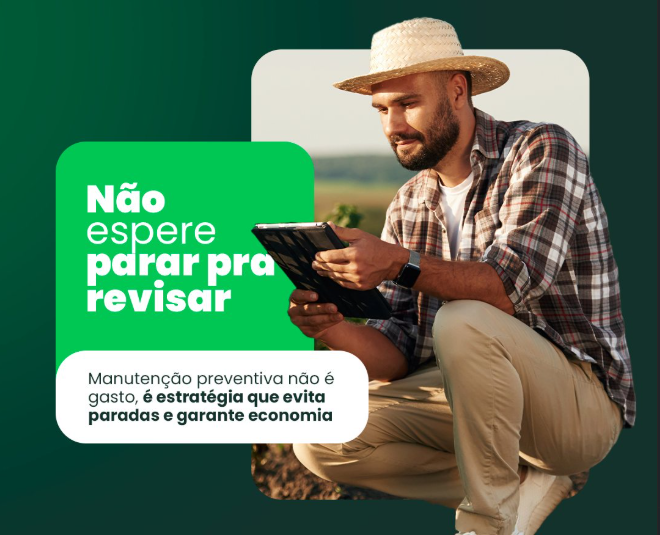 Não
espere
parar pra
revisar
Manutenção preventiva não é
gasto, é estratégia que evita
paradas e garante economia